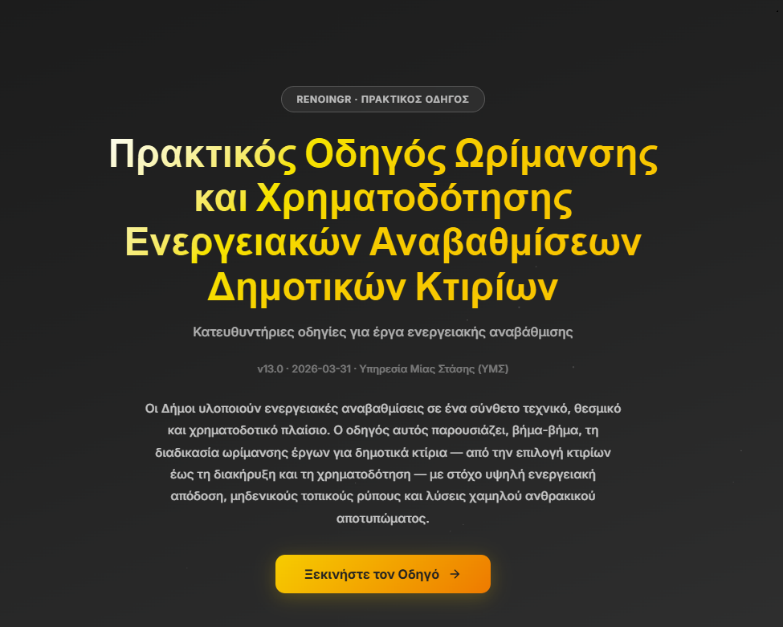 RENOINGR · ΠΡΑΚΤΙΚΟΣ ΟΔΗΓΟΣ
Πρακτικός Οδηγός Ωρίμανσης
και Χρηματοδότησης
Ενεργειακών Αναβαθμίσεων
Δημοτικών Κτιρίων
Κατευθυντήριες οδηγίες για έργα ενεργειακής αναβάθμισης
v13.0 · 2026-03-31 · Υπηρεσία Μίας Στάσης (ΥΜΣ)
Οι Δήμοι υλοποιούν ενεργειακές αναβαθμίσεις σε ένα σύνθετο τεχνικό, θεσμικό
και χρηματοδοτικό πλαίσιο. Ο οδηγός αυτός παρουσιάζει, βήμα-βήμα, τη
διαδικασία ωρίμανσης έργων για δημοτικά κτίρια — από την επιλογή κτιρίων
έως τη διακήρυξη και τη χρηματοδότηση — με στόχο υψηλή ενεργειακή
απόδοση, μηδενικούς τοπικούς ρύπους και λύσεις χαμηλού ανθρακικού
αποτυπώματος.
Ξεκινήστε τον Οδηγό →